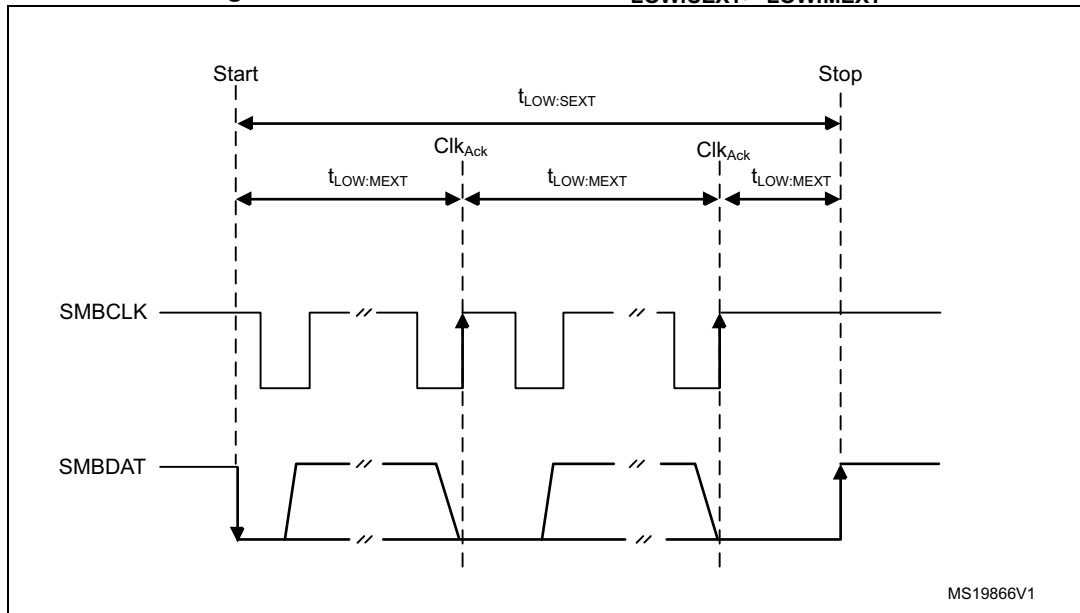 Start
Stop
tLOW:SEXT
ClkAck
ClkAck
tLOW:MEXT
tLOW:MEXT
tLOW:MEXT
SMBCLK
SMBDAT
MS19866V1